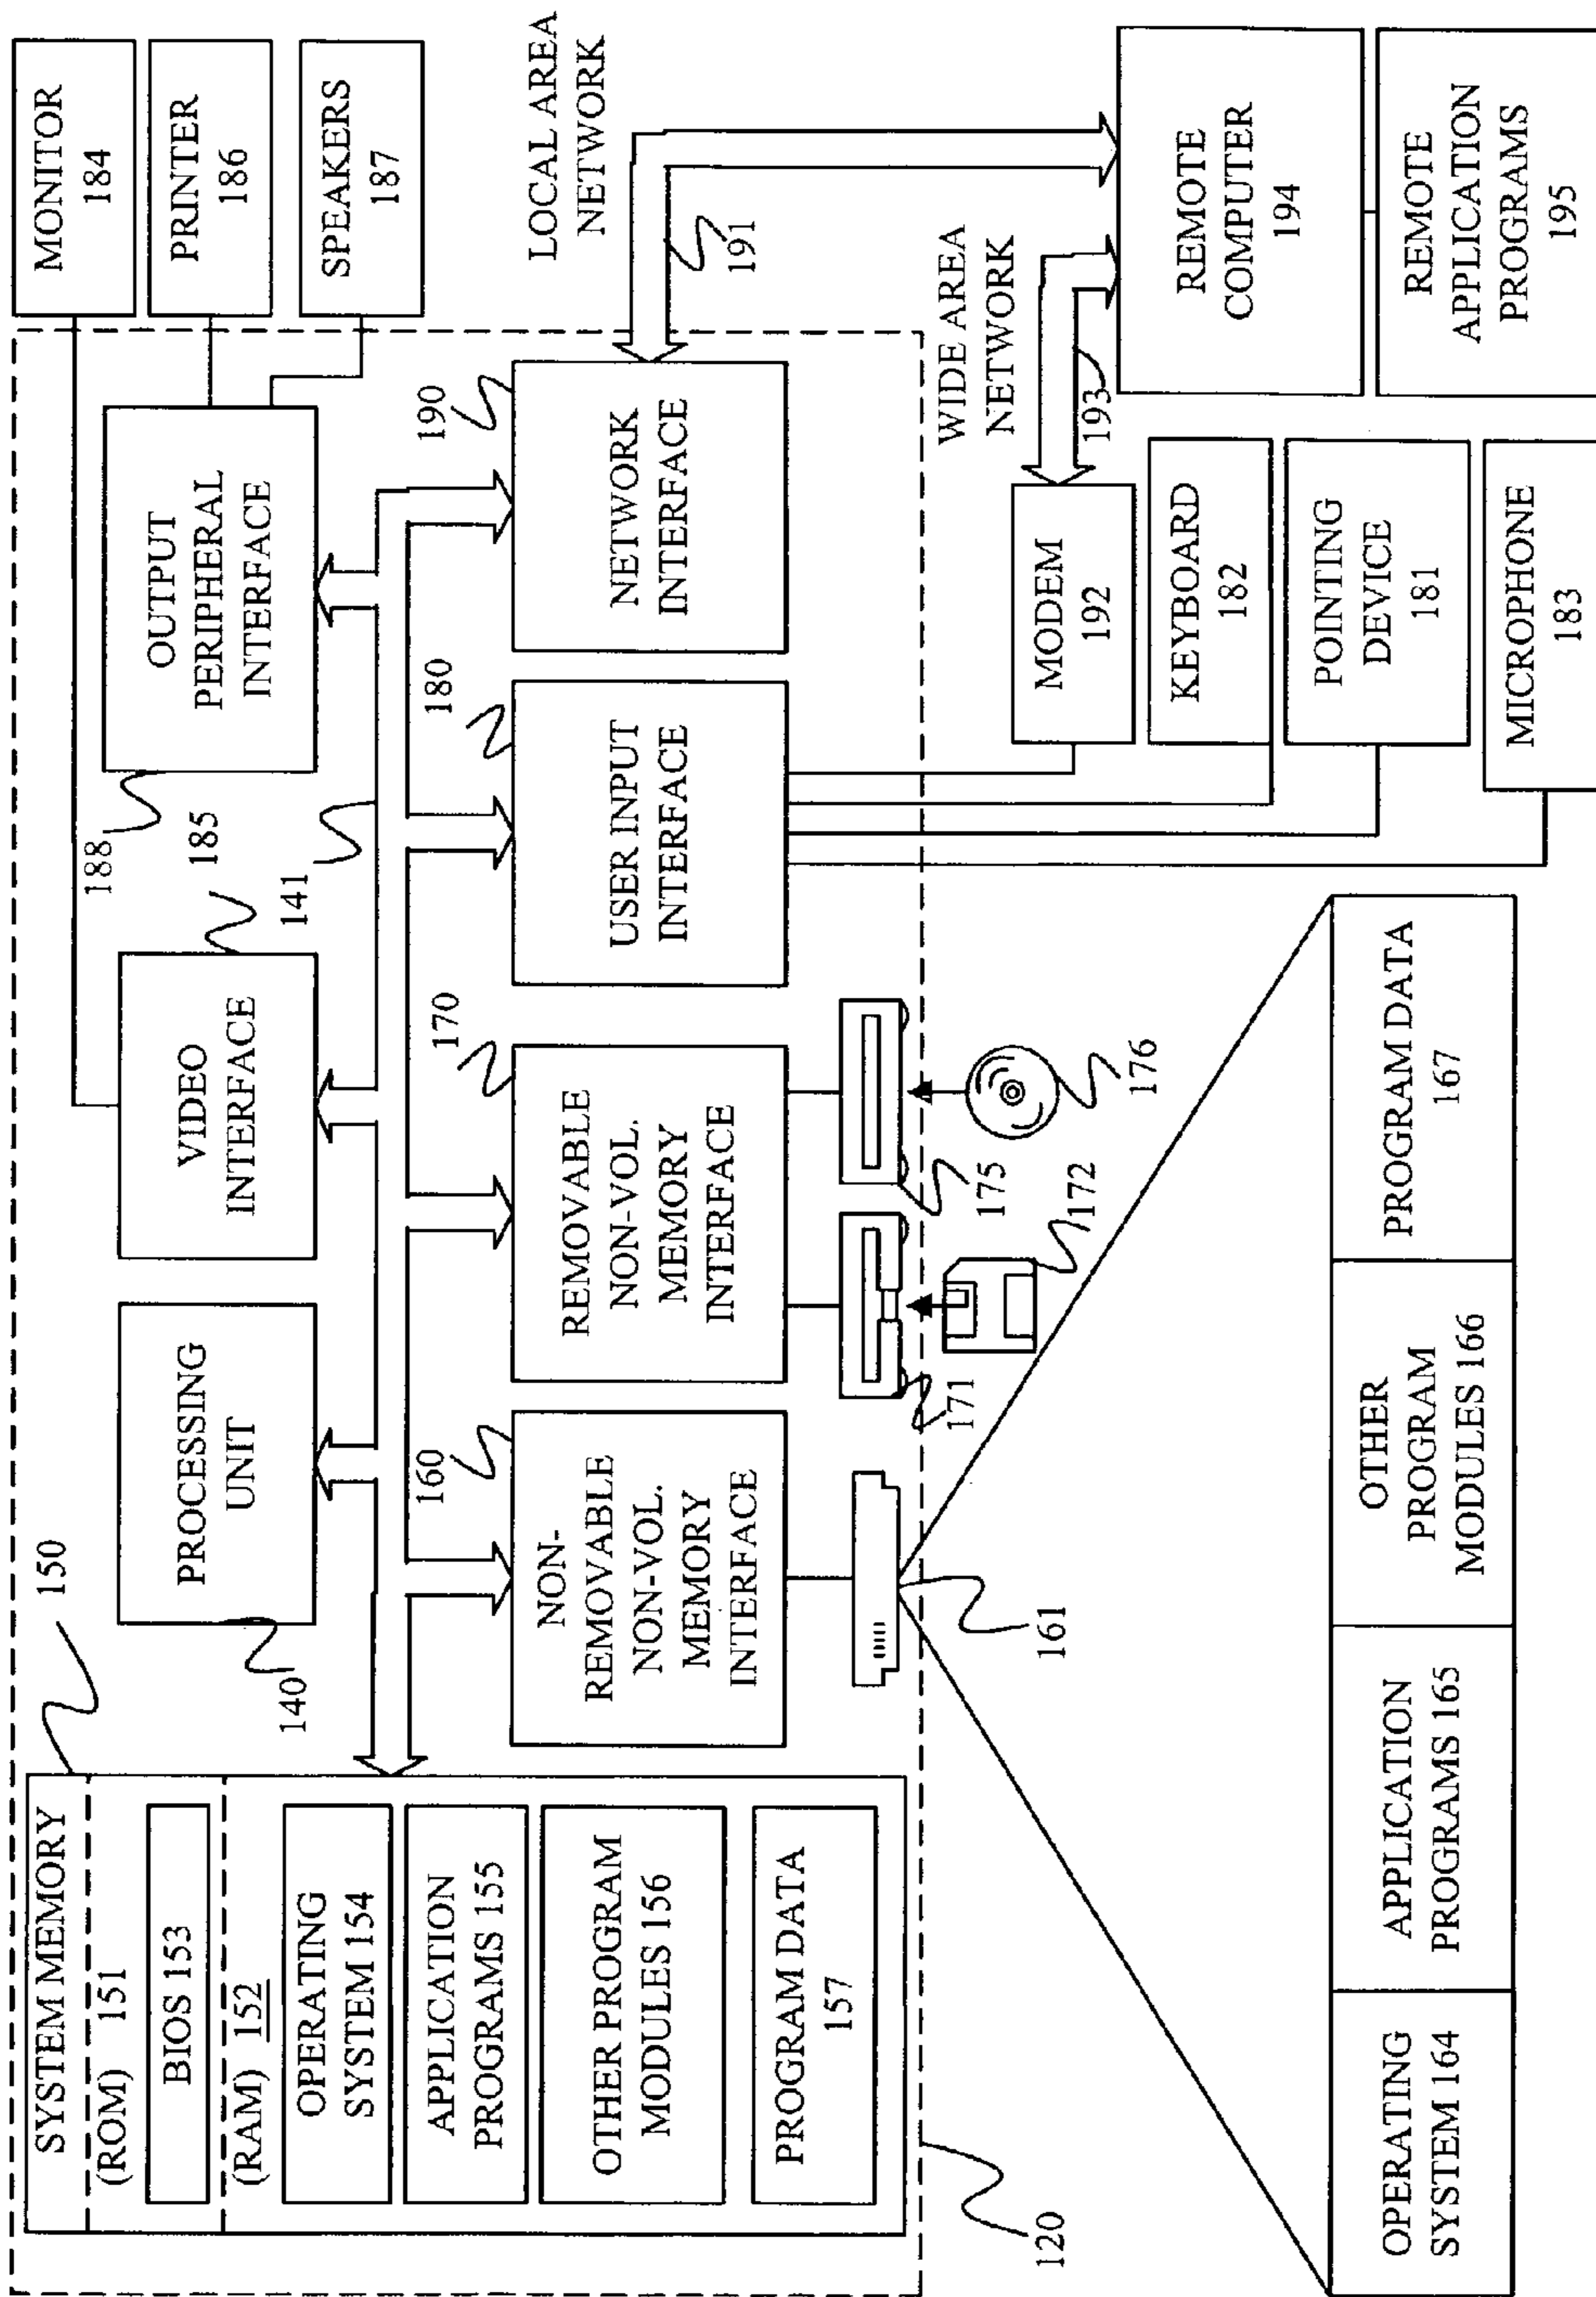 SYSTEM MEMORY
(ROM) 151
BIOS 153
(RAM) 152
OPERATING
SYSTEM 154
APPLICATION
PROGRAMS 155
OTHER PROGRAM
MODULES 156
PROGRAM DATA
157
150
140
PROCESSING
UNIT
VIDEO
INTERFACE
188
185
141
OUTPUT
PERIPHERAL
INTERFACE
MONITOR
184
PRINTER
186
SPEAKERS
187
160
NON-
REMOVABLE
NON-VOL.
MEMORY
INTERFACE
170
REMOVABLE
NON-VOL.
MEMORY
INTERFACE
180
USER INPUT
INTERFACE
190
NETWORK
INTERFACE
LOCAL AREA
NETWORK
191
120
161
171
175
172
176
WIDE AREA
NETWORK
193
MODEM
192
KEYBOARD
182
POINTING
DEVICE
181
MICROPHONE
183
REMOTE
COMPUTER
194
REMOTE
APPLICATION
PROGRAMS
195
OPERATING
SYSTEM 164
APPLICATION
PROGRAMS 165
OTHER
PROGRAM
MODULES 166
PROGRAM DATA
167